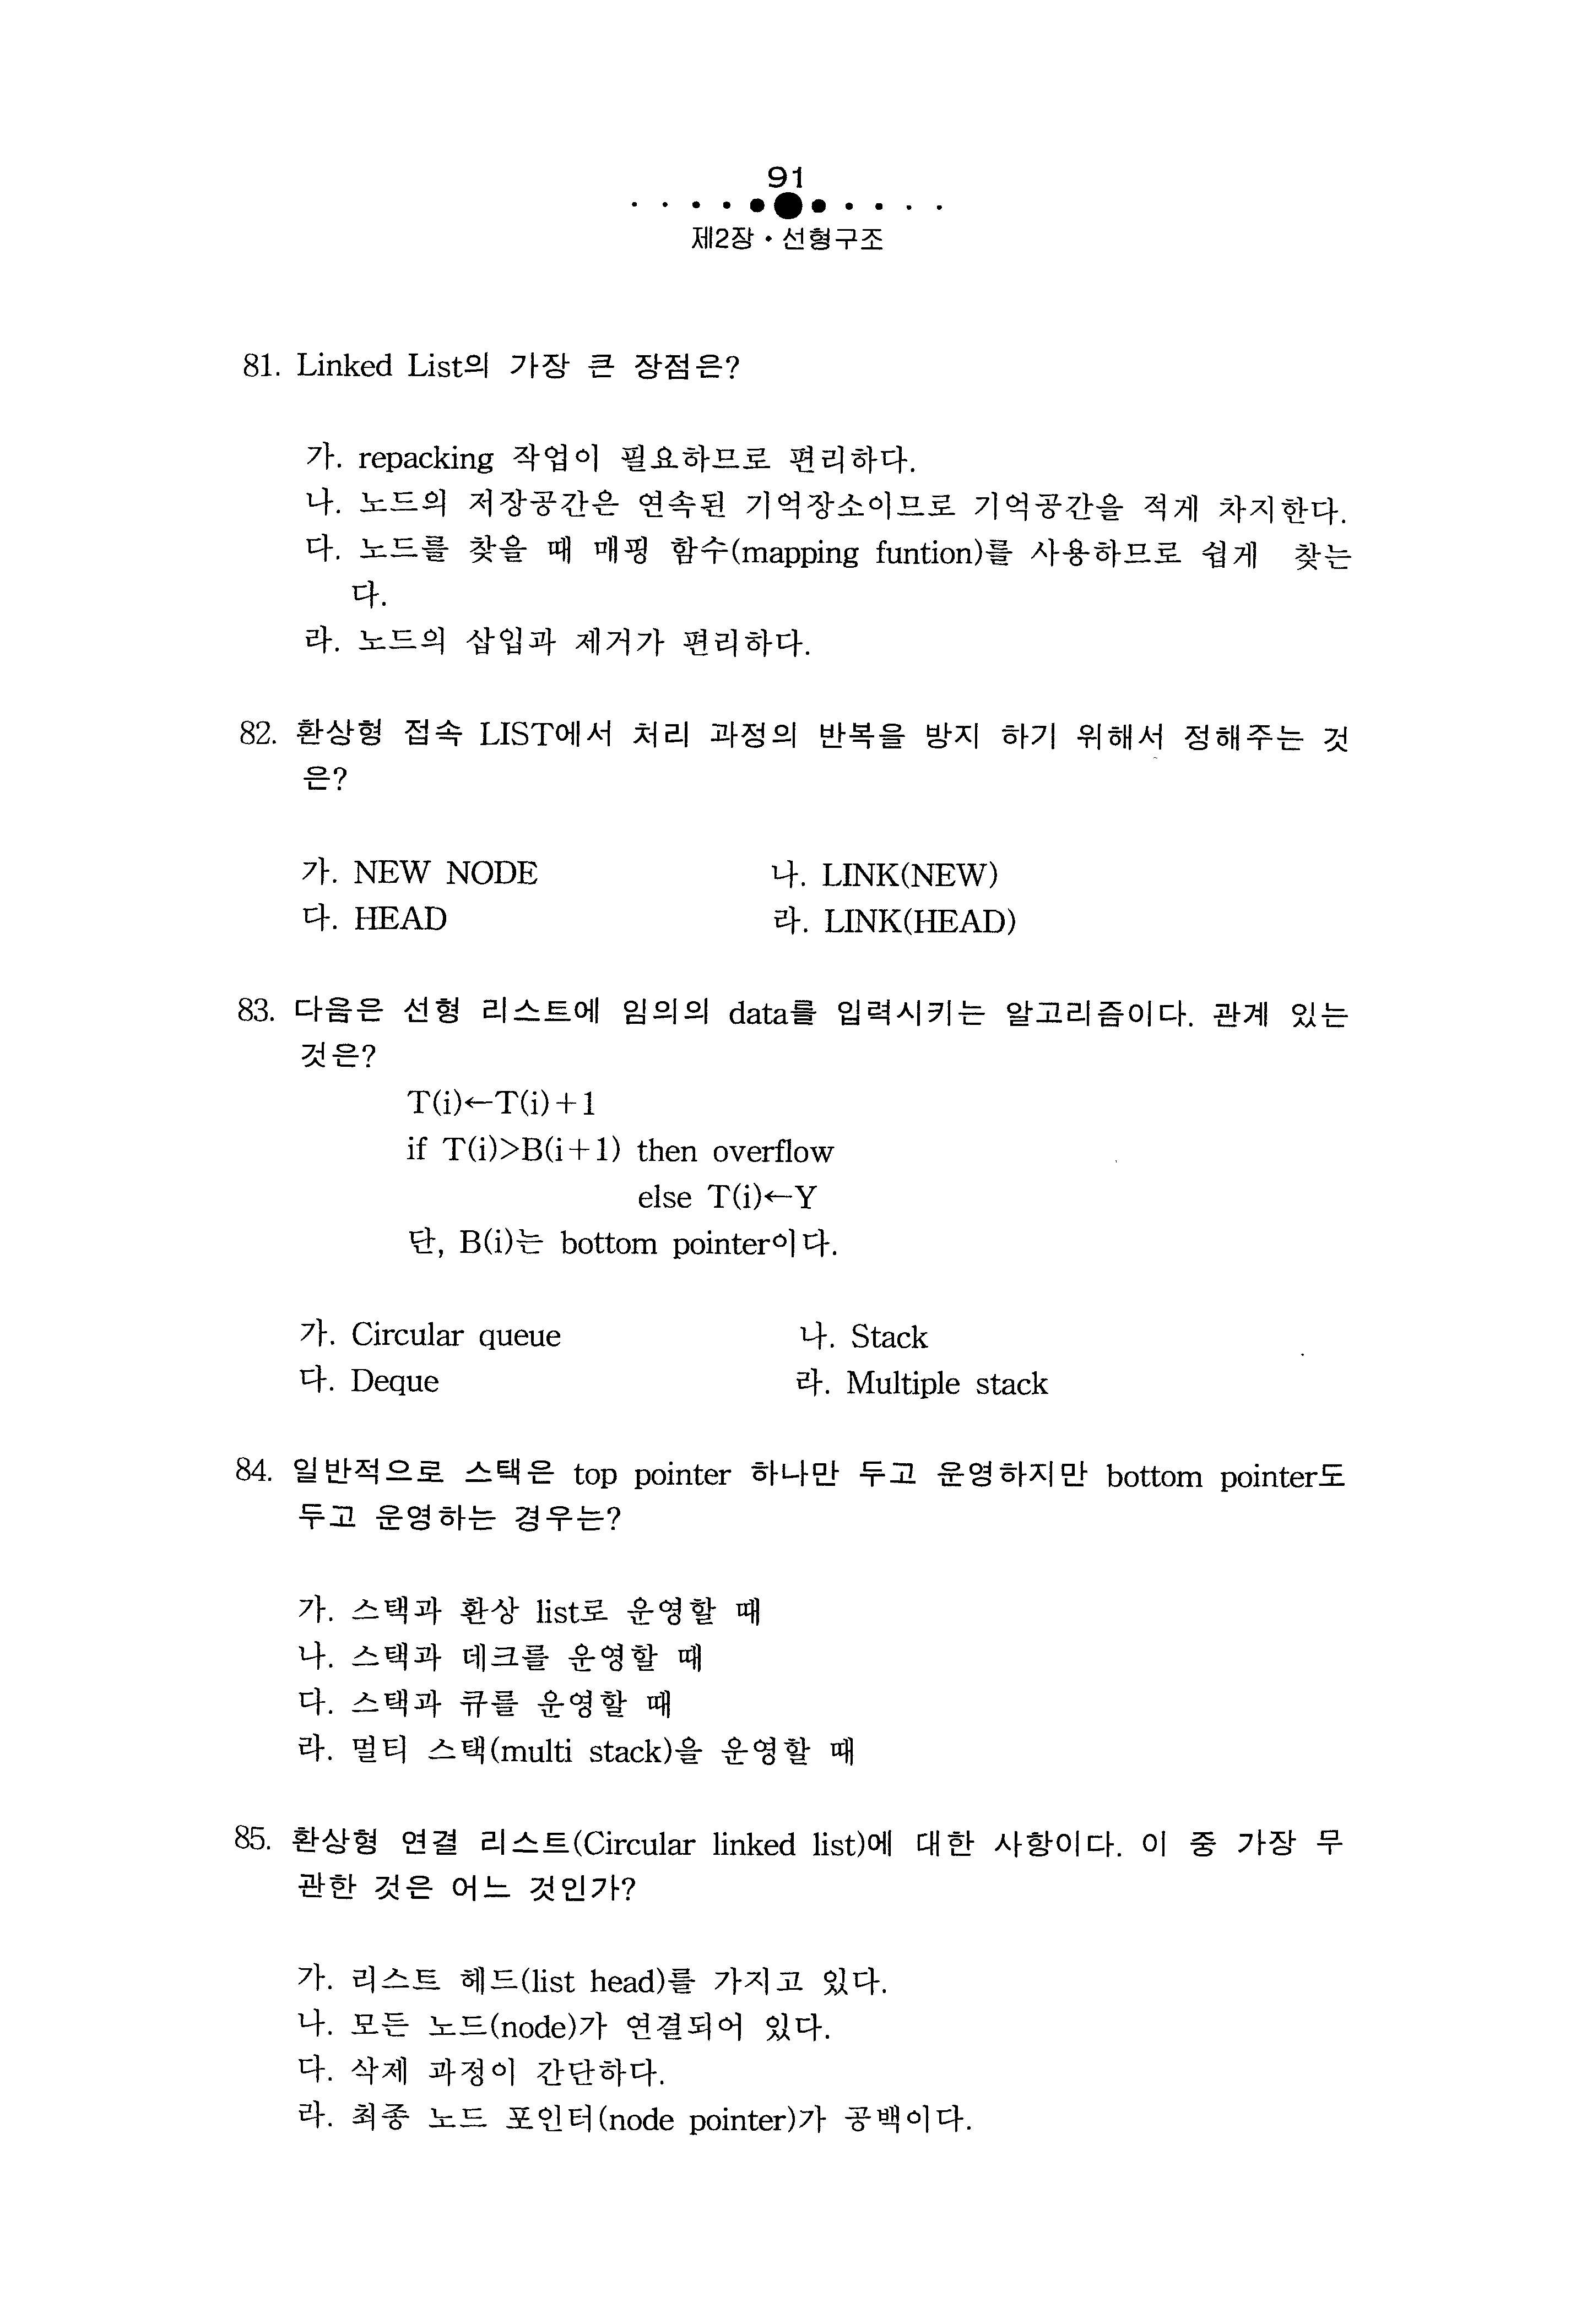 91
제2장 · 선형구조
81. Linked List의 가장 큰 장점은?
가. repacking 작업이 필요하므로 편리하다.
나. 노드의 저장공간은 연속된 기억장소이므로 기억공간을 적게 차지한다.
다. 노드를 찾을 때 매핑 함수(mapping funtion)를 사용하므로 쉽게 찾는
다.
라. 노드의 삽입과 제거가 편리하다.
82. 환상형 접속 LIST에서 처리 과정의 반복을 방지 하기 위해서 정해주는 것
은?
가. NEW NODE 나. LINK(NEW)
다. HEAD 라. LINK(HEAD)
83. 다음은 선형 리스트에 임의의 data를 입력시키는 알고리즘이다. 관계 있는
것은?
T(i)←T(i)+1
if T(i)>B(i+1) then overflow
else T(i)←Y
단, B(i)는 bottom pointer이다.
가. Circular queue 나. Stack
다. Deque 라. Multiple stack
84. 일반적으로 스택은 top pointer 하나만 두고 운영하지만 bottom pointer도
두고 운영하는 경우는?
가. 스택과 환상 list로 운영할 때
나. 스택과 데크를 운영할 때
다. 스택과 큐를 운영할 때
라. 멀티 스택(multi stack)을 운영할 때
85. 환상형 연결 리스트(Circular linked list)에 대한 사항이다. 이 중 가장 무
관한 것은 어느 것인가?
가. 리스트 헤드(list head)를 가지고 있다.
나. 모든 노드(node)가 연결되어 있다.
다. 삭제 과정이 간단하다.
라. 최종 노드 포인터(node pointer)가 공백이다.